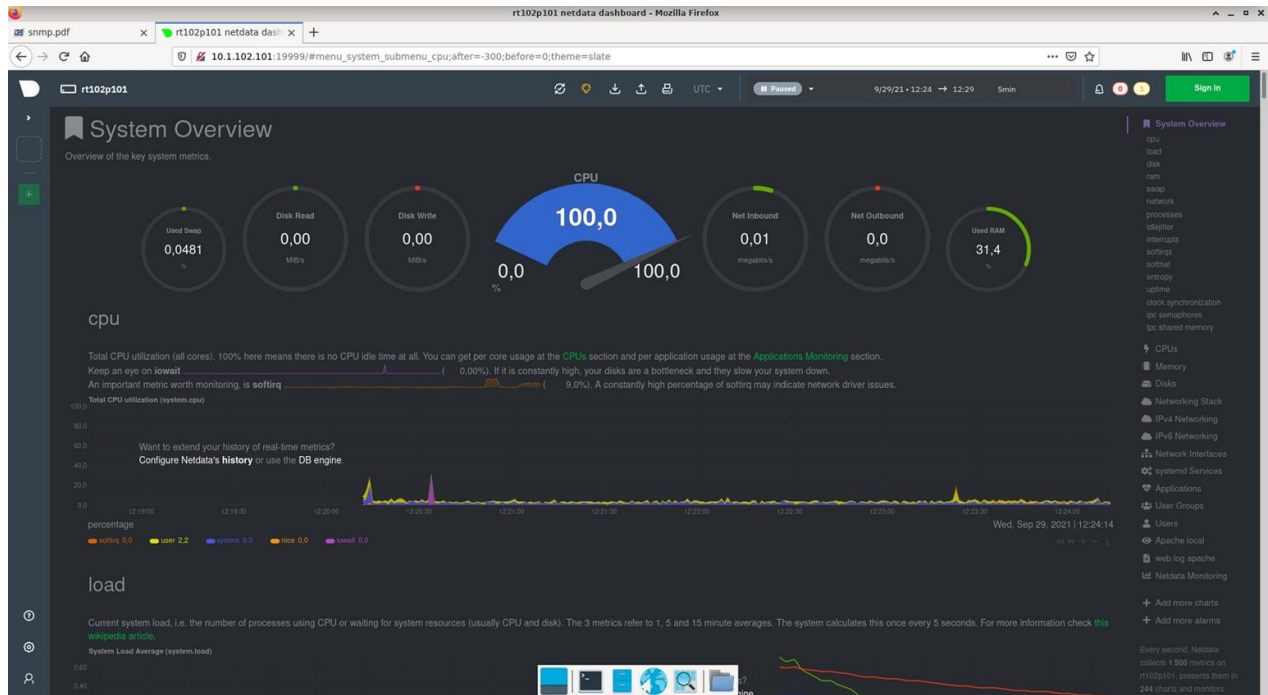 rt102p101 netdata dashboard - Mozilla Firefox
snmp.pdf
rt102p101 netdata dash
10.1.102.101:19999/#menu_system_submenu_cpu;after=-300;before=0;theme=slate
rt102p101
UTC
Paused
9/29/21 • 12:24 → 12:29
5min
0
1
Sign in
System Overview
Overview of the key system metrics.
Used Swap
0,0481
%
Disk Read
0,00
MiB/s
Disk Write
0,00
MiB/s
CPU
100,0
0,0
100,0
%
Net Inbound
0,01
megabits/s
Net Outbound
0,0
megabits/s
Used RAM
31,4
%
cpu
Total CPU utilization (all cores). 100% here means there is no CPU idle time at all. You can get per core usage at the CPUs section and per application usage at the Applications Monitoring section.
Keep an eye on iowait ( 0,00%). If it is constantly high, your disks are a bottleneck and they slow your system down.
An important metric worth monitoring, is softirq ( 9,0%). A constantly high percentage of softirq may indicate network driver issues.
Total CPU utilization (system.cpu)
100,0
80,0
60,0
40,0
20,0
0,0
Want to extend your history of real-time metrics?
Configure Netdata's history or use the DB engine.
12:19:00
12:19:30
12:20:00
12:20:30
12:21:00
12:21:30
12:22:00
12:22:30
12:23:00
12:23:30
12:24:00
percentage
Wed, Sep 29, 2021 | 12:24:14
softirq 0,0
user 2,2
system 0,0
nice 0,0
iowait 0,0
load
Current system load, i.e. the number of processes using CPU or waiting for system resources (usually CPU and disk). The 3 metrics refer to 1, 5 and 15 minute averages. The system calculates this once every 5 seconds. For more information check this
wikipedia article.
System Load Average (system.load)
0,60
0,40
System Overview
cpu
load
disk
ram
swap
network
processes
idlejitter
interrupts
softirqs
softnet
entropy
uptime
clock synchronization
ipc semaphores
ipc shared memory
CPUs
Memory
Disks
Networking Stack
IPv4 Networking
IPv6 Networking
Network Interfaces
systemd Services
Applications
User Groups
Users
Apache local
web log apache
Netdata Monitoring
Add more charts
Add more alarms
Every second, Netdata
collects 1 500 metrics on
rt102p101, presents them in
244 charts and monitors